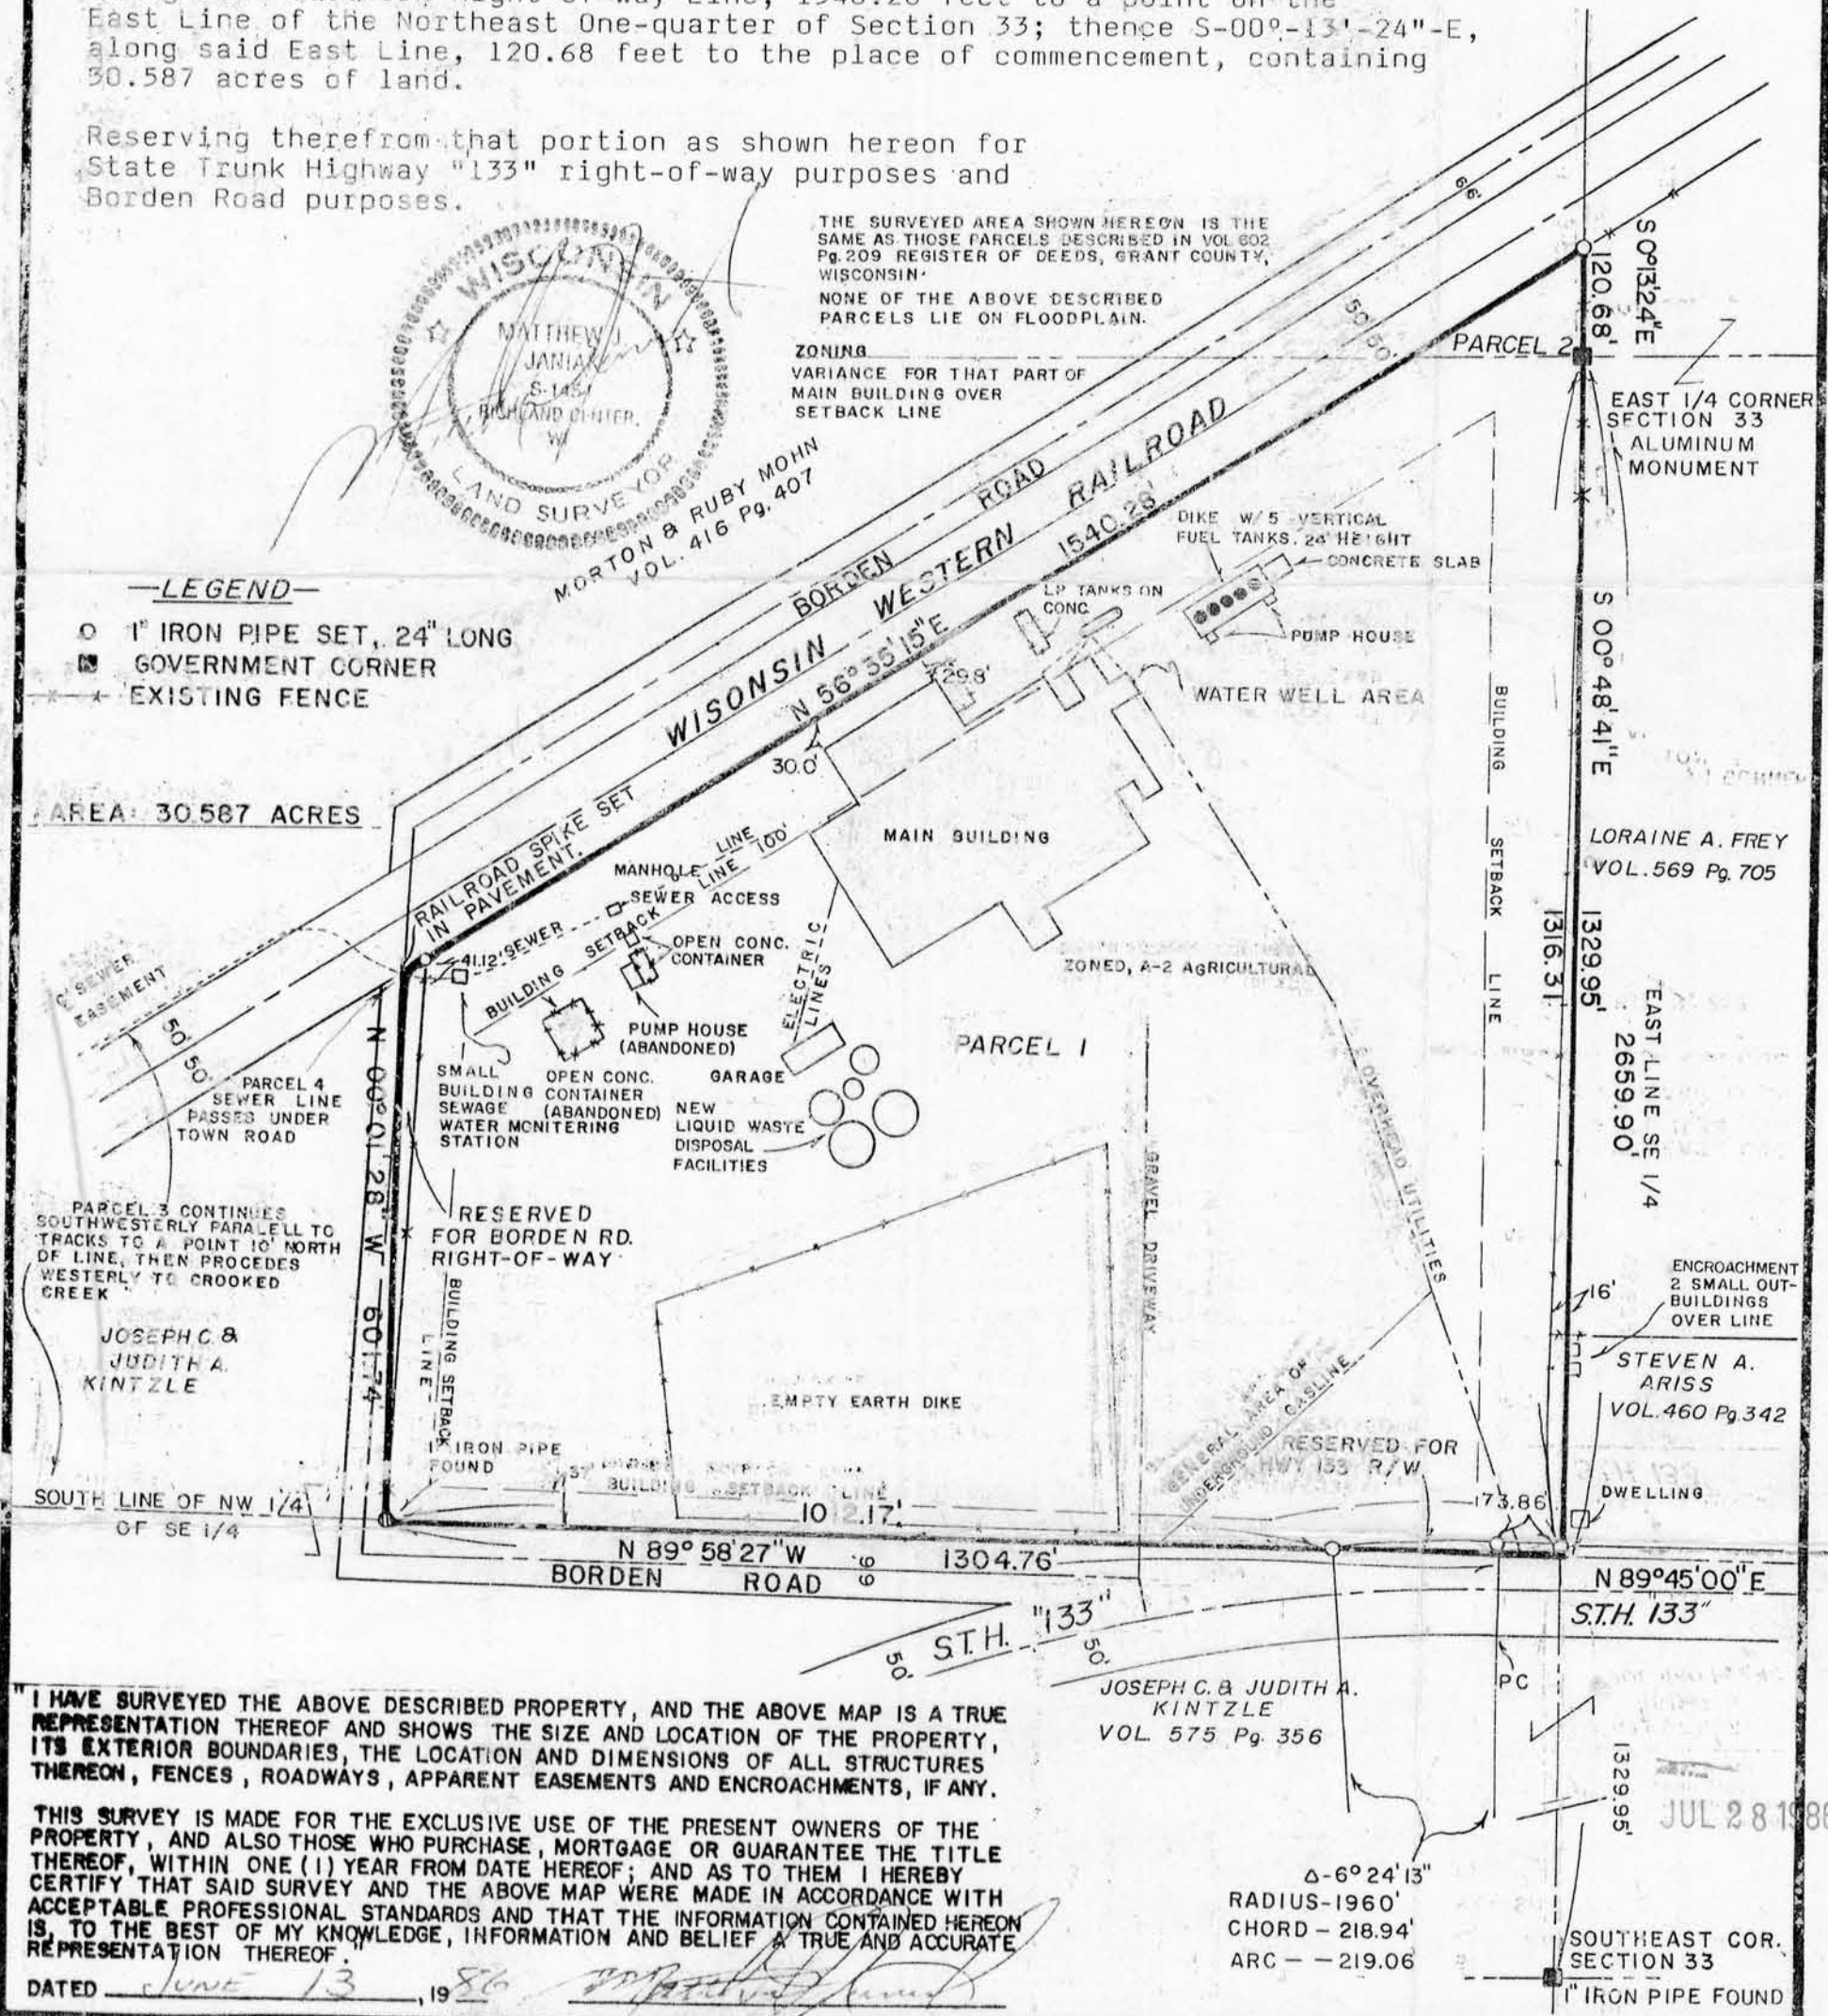 East Line of the Northeast One-quarter of Section 33; thence S-00°-13'-24"-E,
along said East Line, 120.68 feet to the place of commencement, containing
30.587 acres of land.
Reserving therefrom that portion as shown hereon for
State Trunk Highway "133" right-of-way purposes and
Borden Road purposes.
THE SURVEYED AREA SHOWN HEREON IS THE
SAME AS THOSE PARCELS DESCRIBED IN VOL 602
Pg. 209 REGISTER OF DEEDS, GRANT COUNTY,
WISCONSIN.
NONE OF THE ABOVE DESCRIBED
PARCELS LIE ON FLOODPLAIN.
ZONING
VARIANCE FOR THAT PART OF
MAIN BUILDING OVER
SETBACK LINE
WISCONSIN
MATTHEW J.
JANIAK
RICHLAND CENTER,
WI
LAND SURVEYOR
MORTON & RUBY MOHN
VOL. 416 Pg. 407
66'
S 0°13'24"E
120.68'
50' 50'
PARCEL 2
EAST 1/4 CORNER
SECTION 33
ALUMINUM
MONUMENT
BORDEN ROAD
WISONSIN WESTERN RAILROAD
N 56°35'15"E 1540.28'
DIKE W/5 VERTICAL
FUEL TANKS. 24' HEIGHT
CONCRETE SLAB
LP TANKS ON
CONC
PUMP HOUSE
WATER WELL AREA
—LEGEND—
O 1" IRON PIPE SET, 24" LONG
GOVERNMENT CORNER
EXISTING FENCE
29.8'
30.0'
BUILDING SETBACK LINE
S 00°48'41"E
AREA: 30.587 ACRES
RAILROAD SPIKE SET
IN PAVEMENT.
MAIN BUILDING
LORAINE A. FREY
VOL. 569 Pg. 705
MANHOLE
SEWER LINE
SEWER ACCESS
BUILDING SETBACK LINE 100'
41.12'
OPEN CONC.
CONTAINER
ELECTRIC
LINES
ZONED, A-2 AGRICULTURAL
1316.31
1329.95'
EAST LINE SE 1/4
2659.90'
SEWER
EASEMENT
50' 50'
PUMP HOUSE
(ABANDONED)
PARCEL 1
GARAGE
PARCEL 4
SEWER LINE
PASSES UNDER
TOWN ROAD
SMALL
BUILDING
SEWAGE
WATER MONITERING
STATION
OPEN CONC.
CONTAINER
(ABANDONED)
NEW
LIQUID WASTE
DISPOSAL
FACILITIES
OVERHEAD UTILITIES
GRAVEL DRIVEWAY
N 00°01'28" W 601.74'
PARCEL 3 CONTINUES
SOUTHWESTERLY PARALELL TO
TRACKS TO A POINT 10' NORTH
OF LINE, THEN PROCEDES
WESTERLY TO CROOKED
CREEK
RESERVED
FOR BORDEN RD.
RIGHT-OF-WAY
BUILDING SETBACK
LINE
JOSEPH C. &
JUDITH A.
KINTZLE
16'
ENCROACHMENT
2 SMALL OUT-
BUILDINGS
OVER LINE
STEVEN A.
ARISS
VOL. 460 Pg 342
EMPTY EARTH DIKE
GENERAL AREA OF
UNDERGROUND GASLINE
1" IRON PIPE
FOUND
BUILDING SETBACK LINE
RESERVED FOR
HWY 133 R/W
173.86'
DWELLING
SOUTH LINE OF NW 1/4
OF SE 1/4
1012.17'
N 89°58'27"W 1304.76'
BORDEN ROAD 66
N 89°45'00"E
S.T.H. "133"
S.T.H. "133"
50' 50'
PC
JOSEPH C. & JUDITH A.
KINTZLE
VOL. 575 Pg. 356
"I HAVE SURVEYED THE ABOVE DESCRIBED PROPERTY, AND THE ABOVE MAP IS A TRUE
REPRESENTATION THEREOF AND SHOWS THE SIZE AND LOCATION OF THE PROPERTY,
ITS EXTERIOR BOUNDARIES, THE LOCATION AND DIMENSIONS OF ALL STRUCTURES
THEREON, FENCES, ROADWAYS, APPARENT EASEMENTS AND ENCROACHMENTS, IF ANY.
THIS SURVEY IS MADE FOR THE EXCLUSIVE USE OF THE PRESENT OWNERS OF THE
PROPERTY, AND ALSO THOSE WHO PURCHASE, MORTGAGE OR GUARANTEE THE TITLE
THEREOF, WITHIN ONE (1) YEAR FROM DATE HEREOF; AND AS TO THEM I HEREBY
CERTIFY THAT SAID SURVEY AND THE ABOVE MAP WERE MADE IN ACCORDANCE WITH
ACCEPTABLE PROFESSIONAL STANDARDS AND THAT THE INFORMATION CONTAINED HEREON
IS, TO THE BEST OF MY KNOWLEDGE, INFORMATION AND BELIEF A TRUE AND ACCURATE
REPRESENTATION THEREOF."
DATED JUNE 13, 1986
1329.95'
JUL 28 1986
Δ-6°24'13"
RADIUS-1960'
CHORD - 218.94'
ARC - - 219.06'
SOUTHEAST COR.
SECTION 33
1" IRON PIPE FOUND